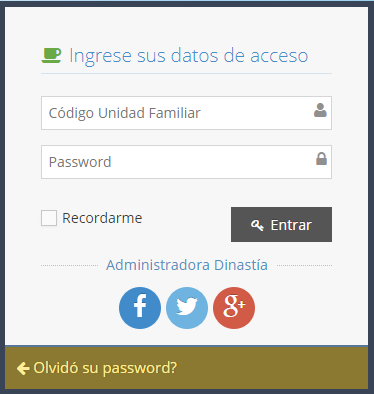 Ingrese sus datos de acceso
Código Unidad Familiar
Password
Recordarme
Entrar
Administradora Dinastía
Olvidó su password?